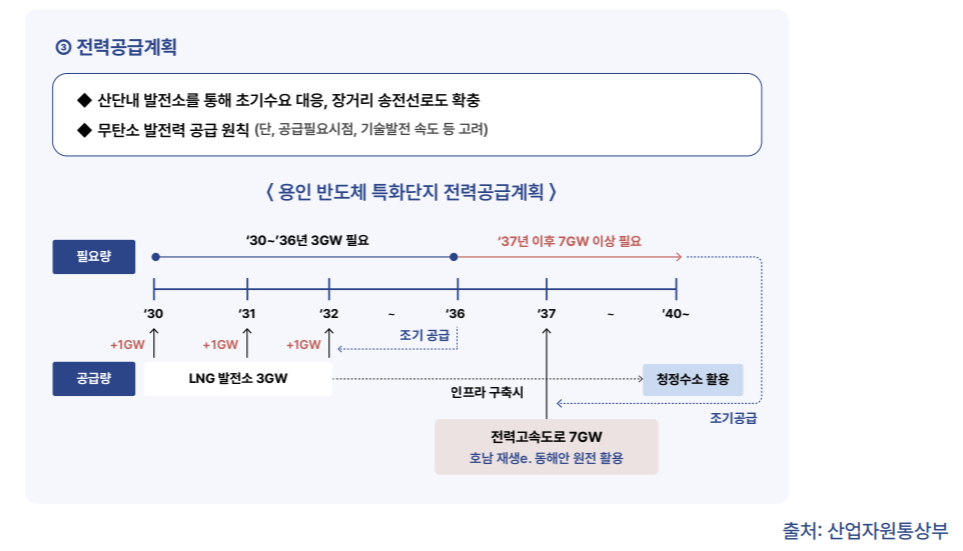 ③ 전력공급계획
◆ 산단내 발전소를 통해 초기수요 대응, 장거리 송전선로도 확충
◆ 무탄소 발전력 공급 원칙 (단, 공급필요시점, 기술발전 속도 등 고려)
〈 용인 반도체 특화단지 전력공급계획 〉
‘30~‘36년 3GW 필요
‘37년 이후 7GW 이상 필요
필요량
‘30 ‘31 ‘32 ~ ‘36 ‘37 ~ ‘40~
+1GW +1GW +1GW
조기 공급
공급량
LNG 발전소 3GW
인프라 구축시
청정수소 활용
조기공급
전력고속도로 7GW
호남 재생e. 동해안 원전 활용
출처: 산업자원통상부